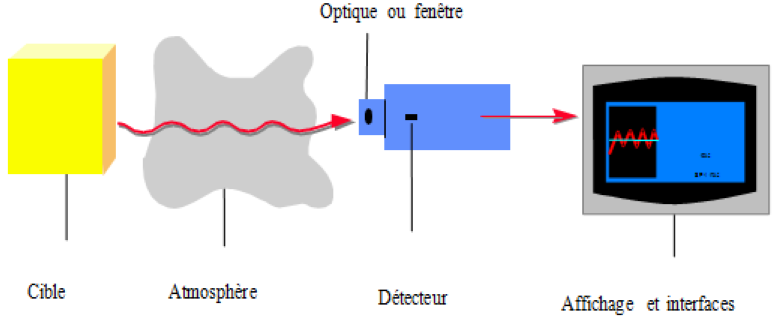 Optique ou fenêtre
Cible
Atmosphère
Détecteur
Affichage et interfaces